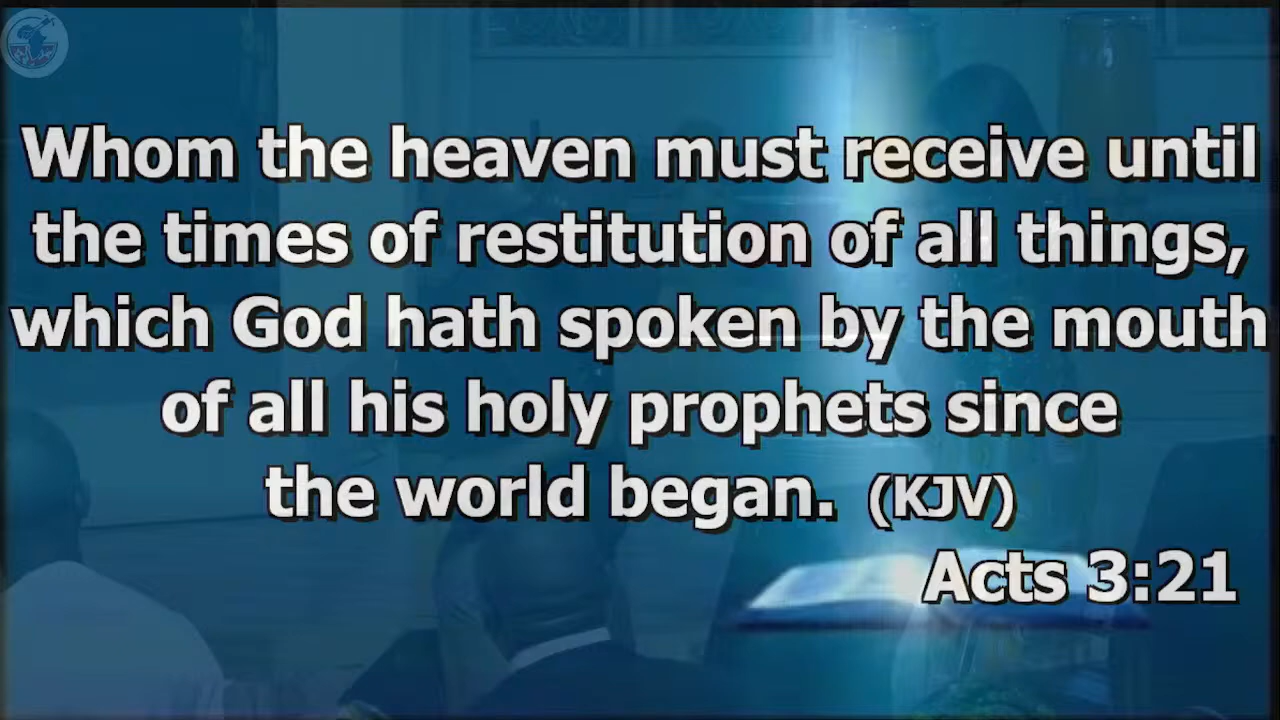 Whom the heaven must receive until
the times of restitution of all things,
which God hath spoken by the mouth
of all his holy prophets since
the world began. (KJV)
Acts 3:21